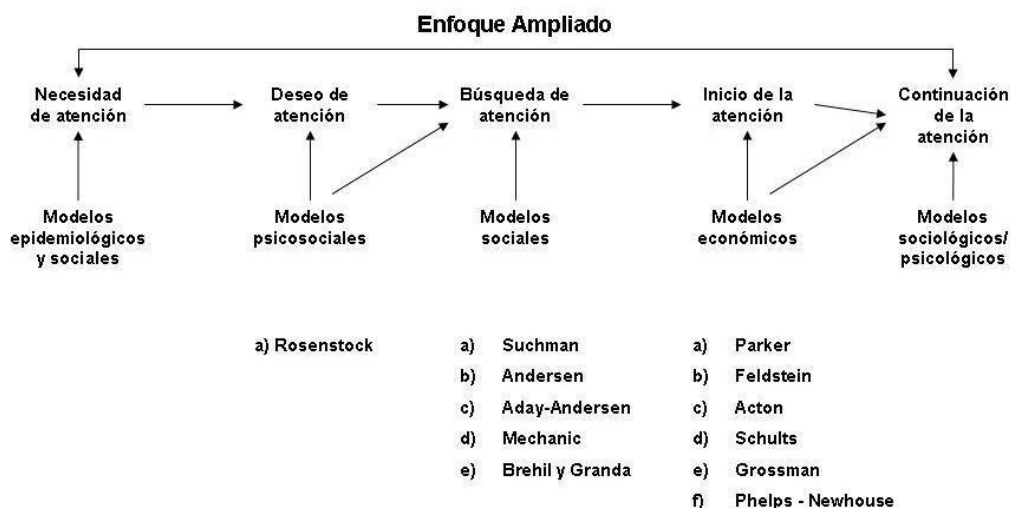 Enfoque Ampliado
Necesidad
de atención
Deseo de
atención
Búsqueda de
atención
Inicio de la
atención
Continuación
de la
atención
Modelos
epidemiológicos
y sociales
Modelos
psicosociales
Modelos
sociales
Modelos
económicos
Modelos
sociológicos/
psicológicos
a) Rosenstock
a) Suchman
b) Andersen
c) Aday-Andersen
d) Mechanic
e) Brehil y Granda
a) Parker
b) Feldstein
c) Acton
d) Schults
e) Grossman
f) Phelps - Newhouse